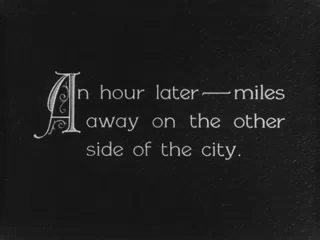 An hour later—miles
away on the other
side of the city.